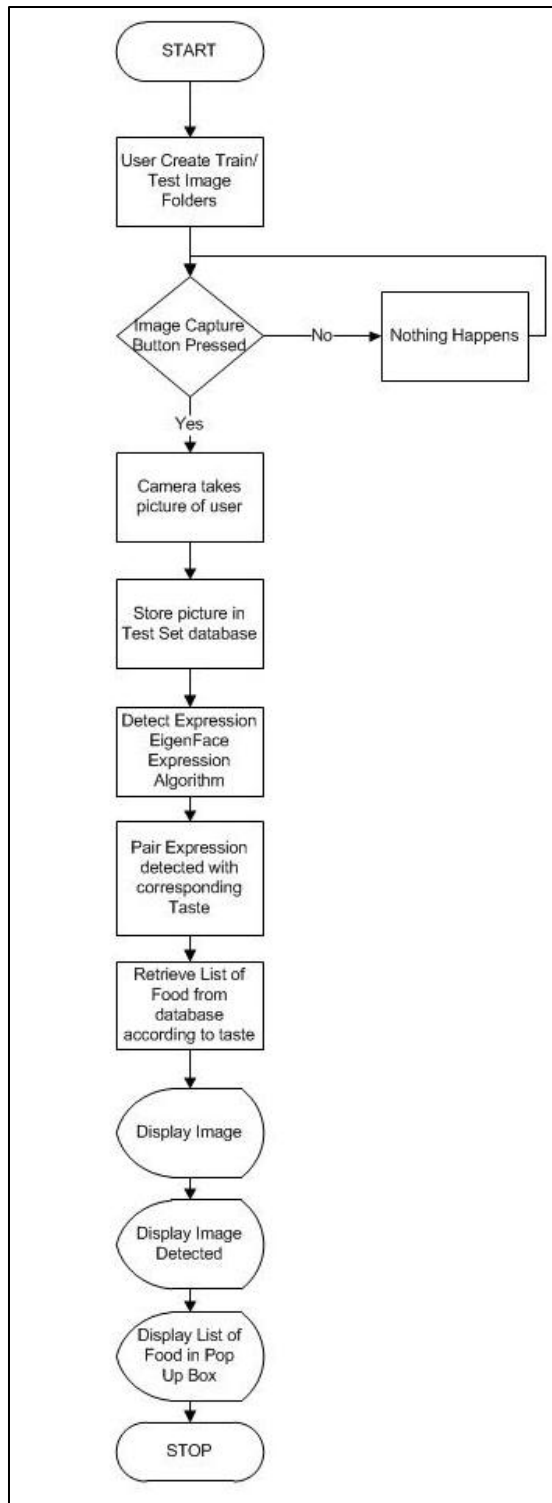 START
User Create Train/
Test Image
Folders
Image Capture
Button Pressed
No
Nothing Happens
Yes
Camera takes
picture of user
Store picture in
Test Set database
Detect Expression
EigenFace
Expression
Algorithm
Pair Expression
detected with
corresponding
Taste
Retrieve List of
Food from
database
according to taste
Display Image
Display Image
Detected
Display List of
Food in Pop
Up Box
STOP